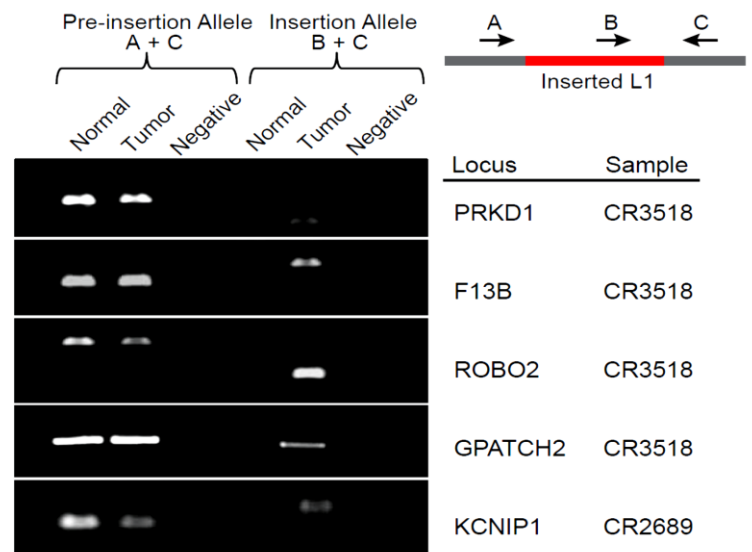 Pre-insertion Allele
A + C
Insertion Allele
B + C
A
B
C
Inserted L1
Normal
Tumor
Negative
Normal
Tumor
Negative
Locus Sample
PRKD1 CR3518
F13B CR3518
ROBO2 CR3518
GPATCH2 CR3518
KCNIP1 CR2689